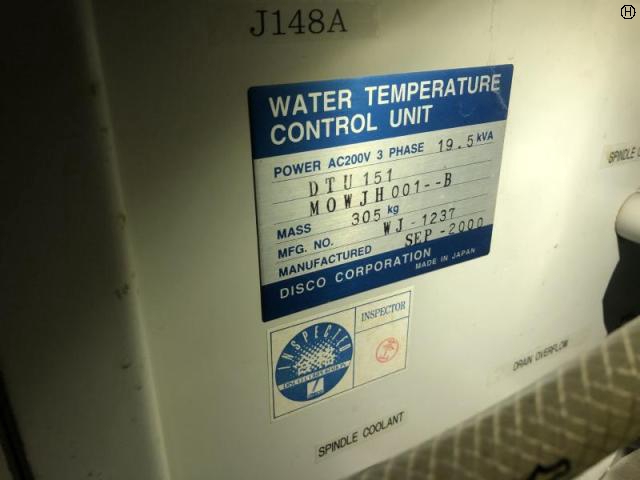 H
J148A
WATER TEMPERATURE
CONTROL UNIT
POWER AC200V 3 PHASE 19.5 kVA
DTU151
MOWJH001--B
MASS 305 kg
MFG. NO. WJ-1237
MANUFACTURED SEP-2000
DISCO CORPORATION
MADE IN JAPAN
SPINDLE
INSPECTED
INSPECTOR
DRAIN OVERFLOW
SPINDLE COOLANT